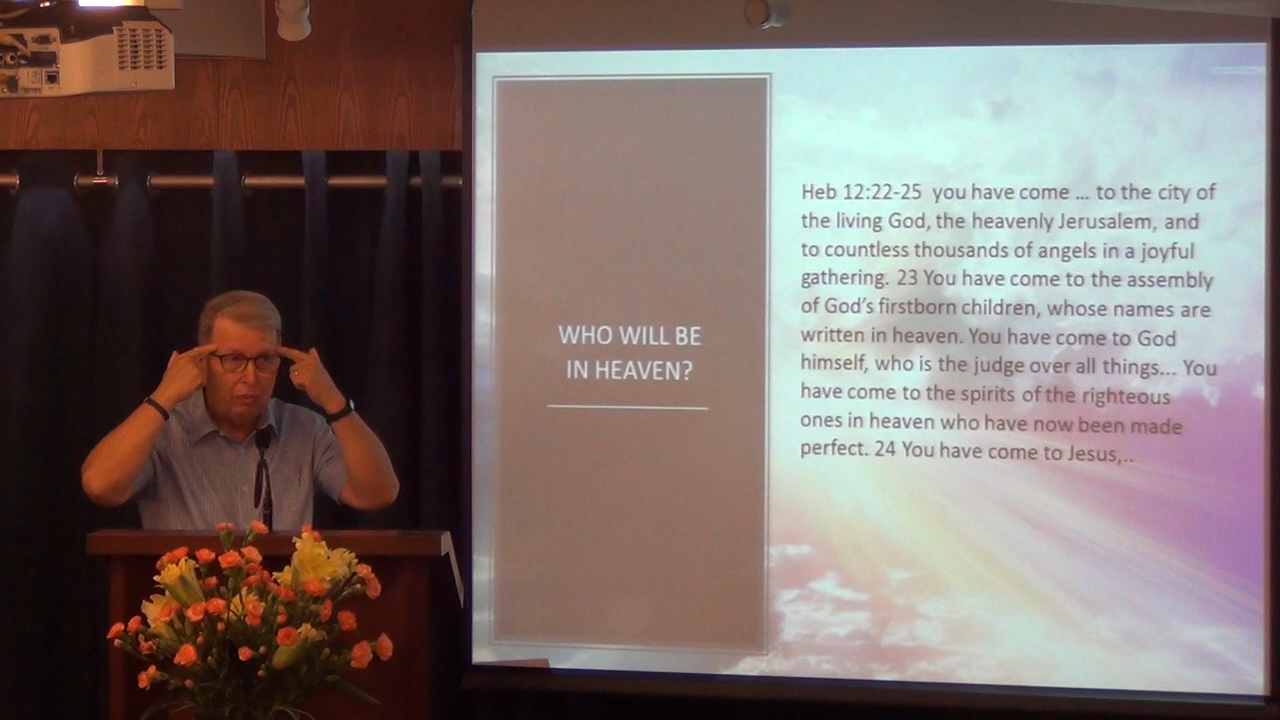 WHO WILL BE
IN HEAVEN?
Heb 12:22-25 you have come ... to the city of
the living God, the heavenly Jerusalem, and
to countless thousands of angels in a joyful
gathering. 23 You have come to the assembly
of God's firstborn children, whose names are
written in heaven. You have come to God
himself, who is the judge over all things... You
have come to the spirits of the righteous
ones in heaven who have now been made
perfect. 24 You have come to Jesus,..